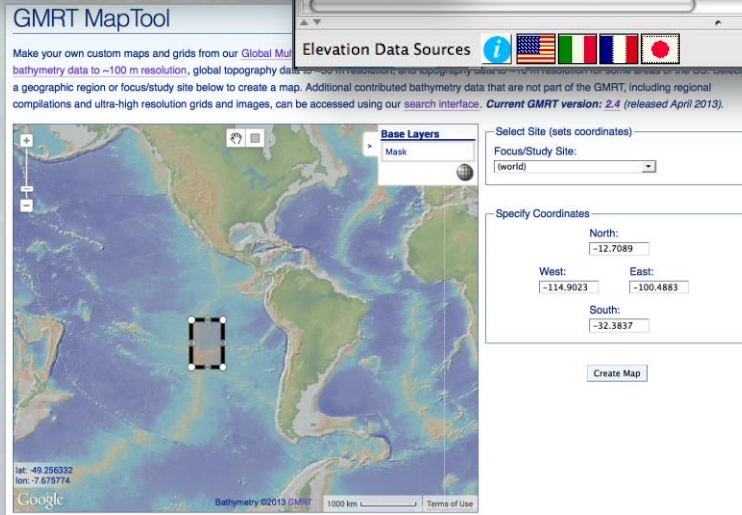 GMRT MapTool
Elevation Data Sources
Make your own custom maps and grids from our Global Mul
bathymetry data to ~100 m resolution, global topography data to
a geographic region or focus/study site below to create a map. Additional contributed bathymetry data that are not part of the GMRT, including regional
compilations and ultra-high resolution grids and images, can be accessed using our search interface. Current GMRT version: 2.4 (released April 2013).
Base Layers
Mask
Select Site (sets coordinates)
Focus/Study Site:
(world)
Specify Coordinates
North:
-12.7089
West: East:
-114.9023 -100.4883
South:
-32.3837
Create Map
lat: -49.256332
lon: -7.675774
Google
Bathymetry ©2013 GMRT
1000 km
Terms of Use